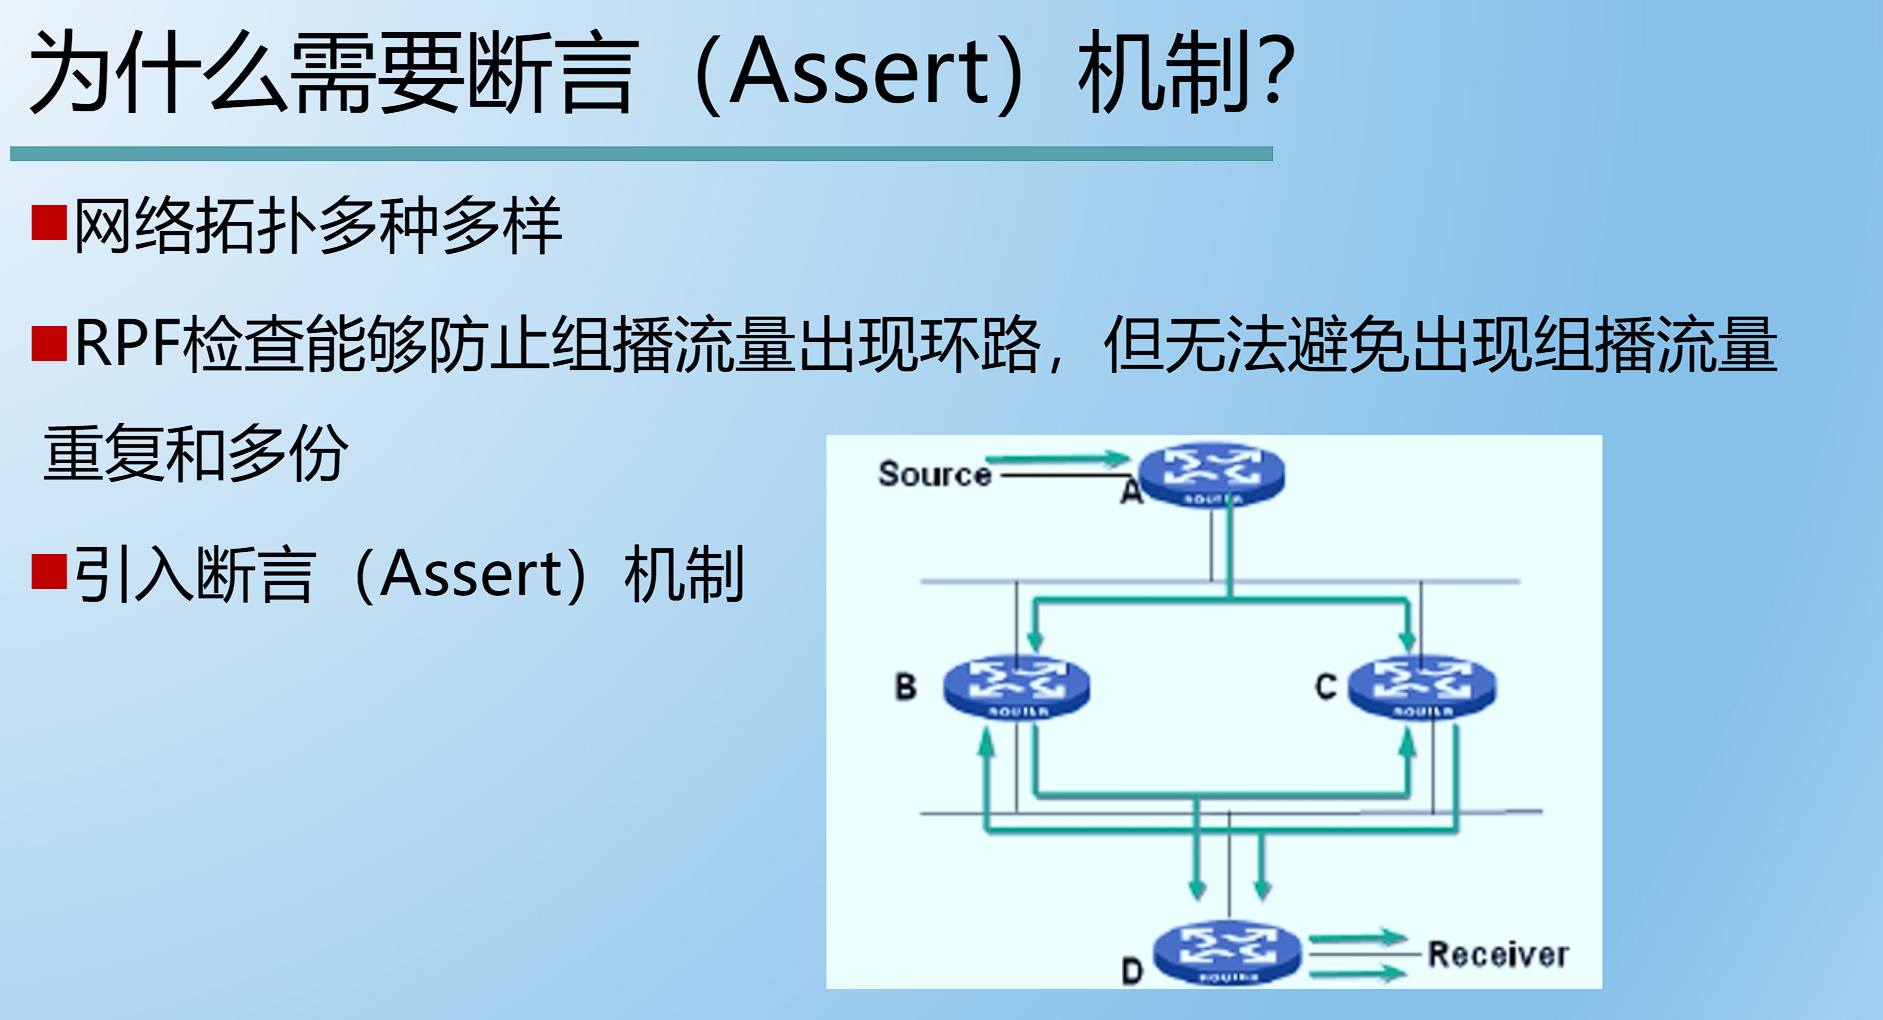 为什么需要断言（Assert）机制？
网络拓扑多种多样
RPF检查能够防止组播流量出现环路，但无法避免出现组播流量
重复和多份
引入断言（Assert）机制
Source
A
ROUTER
B
ROUTER
C
ROUTER
D
ROUTER
Receiver